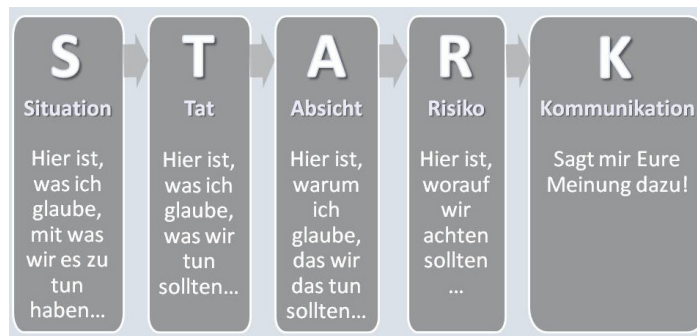 S
Situation
Hier ist,
was ich
glaube,
mit was
wir es zu
tun
haben…
T
Tat
Hier ist,
was ich
glaube,
was wir
tun
sollten…
A
Absicht
Hier ist,
warum
ich
glaube,
das wir
das tun
sollten…
R
Risiko
Hier ist,
worauf
wir
achten
sollten
…
K
Kommunikation
Sagt mir Eure
Meinung dazu!